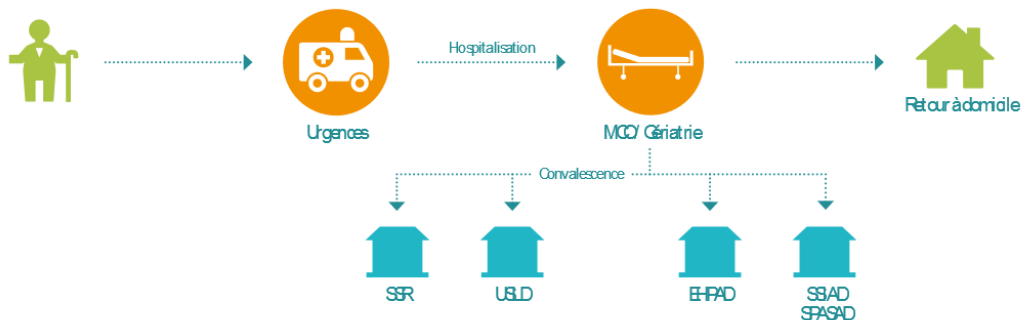 Hospitalisation
Urgences
MCO/ Gériatrie
Retour à domicile
Convalescence
SSR
USLD
EHPAD
SSIAD
SPASAD